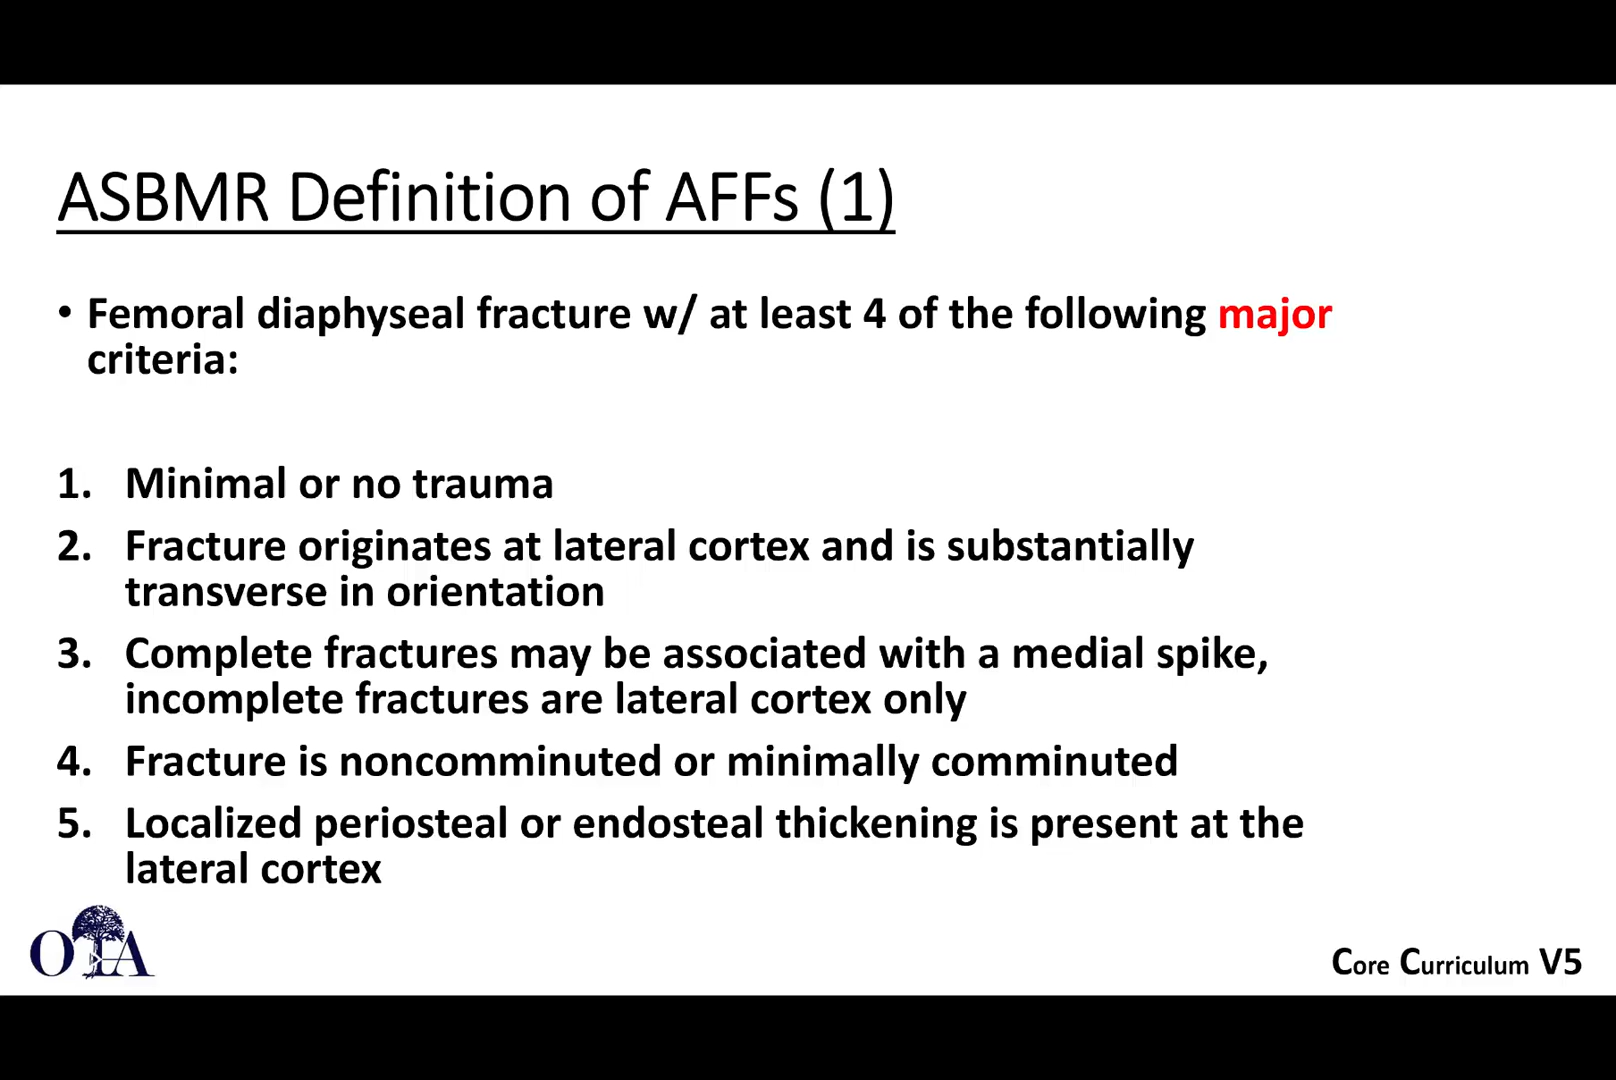 ASBMR Definition of AFFs (1)
• Femoral diaphyseal fracture w/ at least 4 of the following major
criteria:
1. Minimal or no trauma
2. Fracture originates at lateral cortex and is substantially
transverse in orientation
3. Complete fractures may be associated with a medial spike,
incomplete fractures are lateral cortex only
4. Fracture is noncomminuted or minimally comminuted
5. Localized periosteal or endosteal thickening is present at the
lateral cortex
OTA
Core Curriculum V5